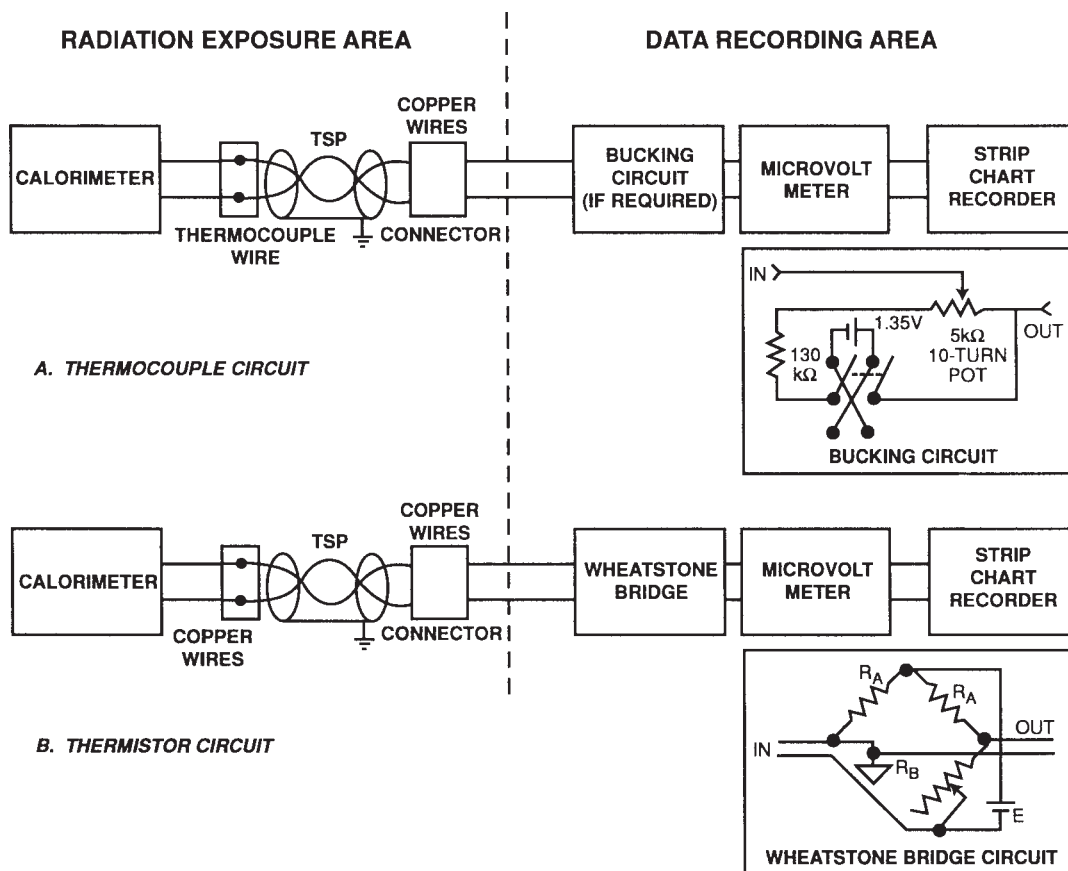 RADIATION EXPOSURE AREA
DATA RECORDING AREA
CALORIMETER
THERMOCOUPLE
WIRE
TSP
COPPER
WIRES
CONNECTOR
BUCKING
CIRCUIT
(IF REQUIRED)
MICROVOLT
METER
STRIP
CHART
RECORDER
A. THERMOCOUPLE CIRCUIT
IN
1.35V
130
kΩ
5kΩ
10-TURN
POT
OUT
BUCKING CIRCUIT
CALORIMETER
COPPER
WIRES
TSP
COPPER
WIRES
CONNECTOR
WHEATSTONE
BRIDGE
MICROVOLT
METER
STRIP
CHART
RECORDER
B. THERMISTOR CIRCUIT
IN
RA
RA
RB
OUT
E
WHEATSTONE BRIDGE CIRCUIT